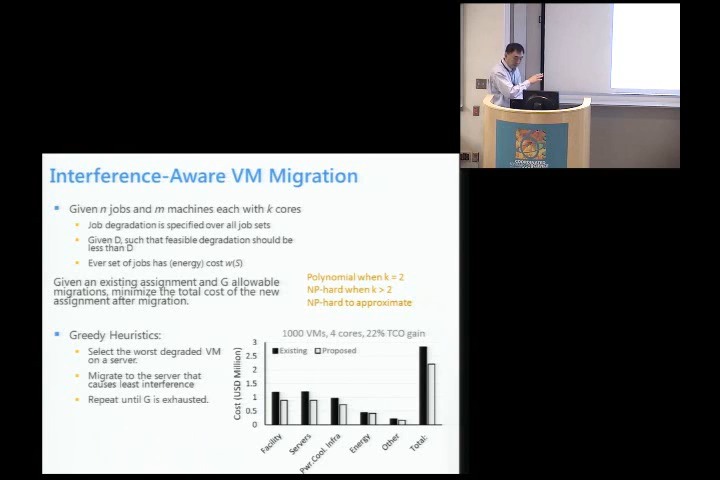 COORDINATED
Interference-Aware VM Migration
Given n jobs and m machines each with k cores
Job degradation is specified over all job sets
Given D, such that feasible degradation should be
less than D
Ever set of jobs has (energy) cost w(S)
Given an existing assignment and G allowable
migrations, minimize the total cost of the new
assignment after migration.
Polynomial when k = 2
NP-hard when k > 2
NP-hard to approximate
Greedy Heuristics:
Select the worst degraded VM
on a server.
Migrate to the server that
causes least interference
Repeat until G is exhausted.
1000 VMs, 4 cores, 22% TCO gain
Existing
Proposed
Cost (USD Million)
3
2.5
2
1.5
1
0.5
0
Facility
Servers
Pwr.Cool. Infra
Energy
Other
Total: